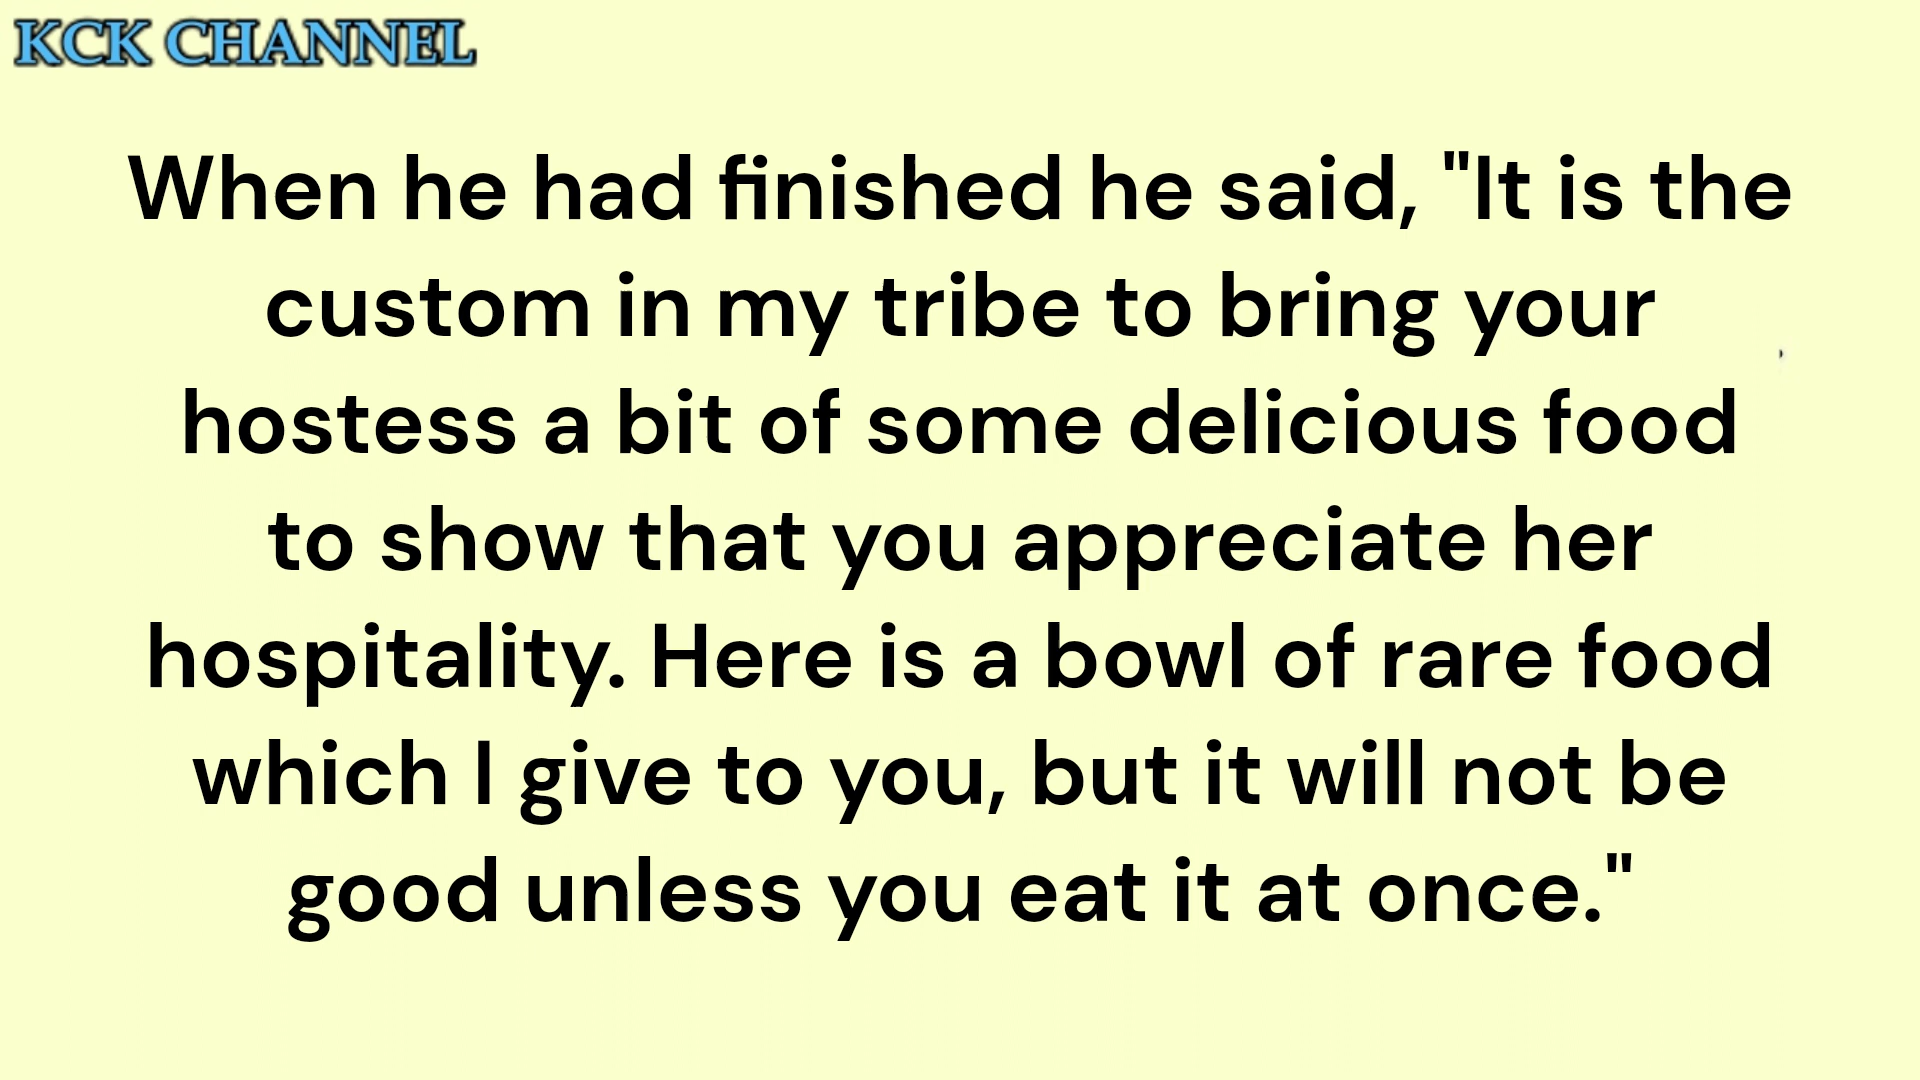 KCK CHANNEL
When he had finished he said, "It is the
custom in my tribe to bring your
hostess a bit of some delicious food
to show that you appreciate her
hospitality. Here is a bowl of rare food
which I give to you, but it will not be
good unless you eat it at once."